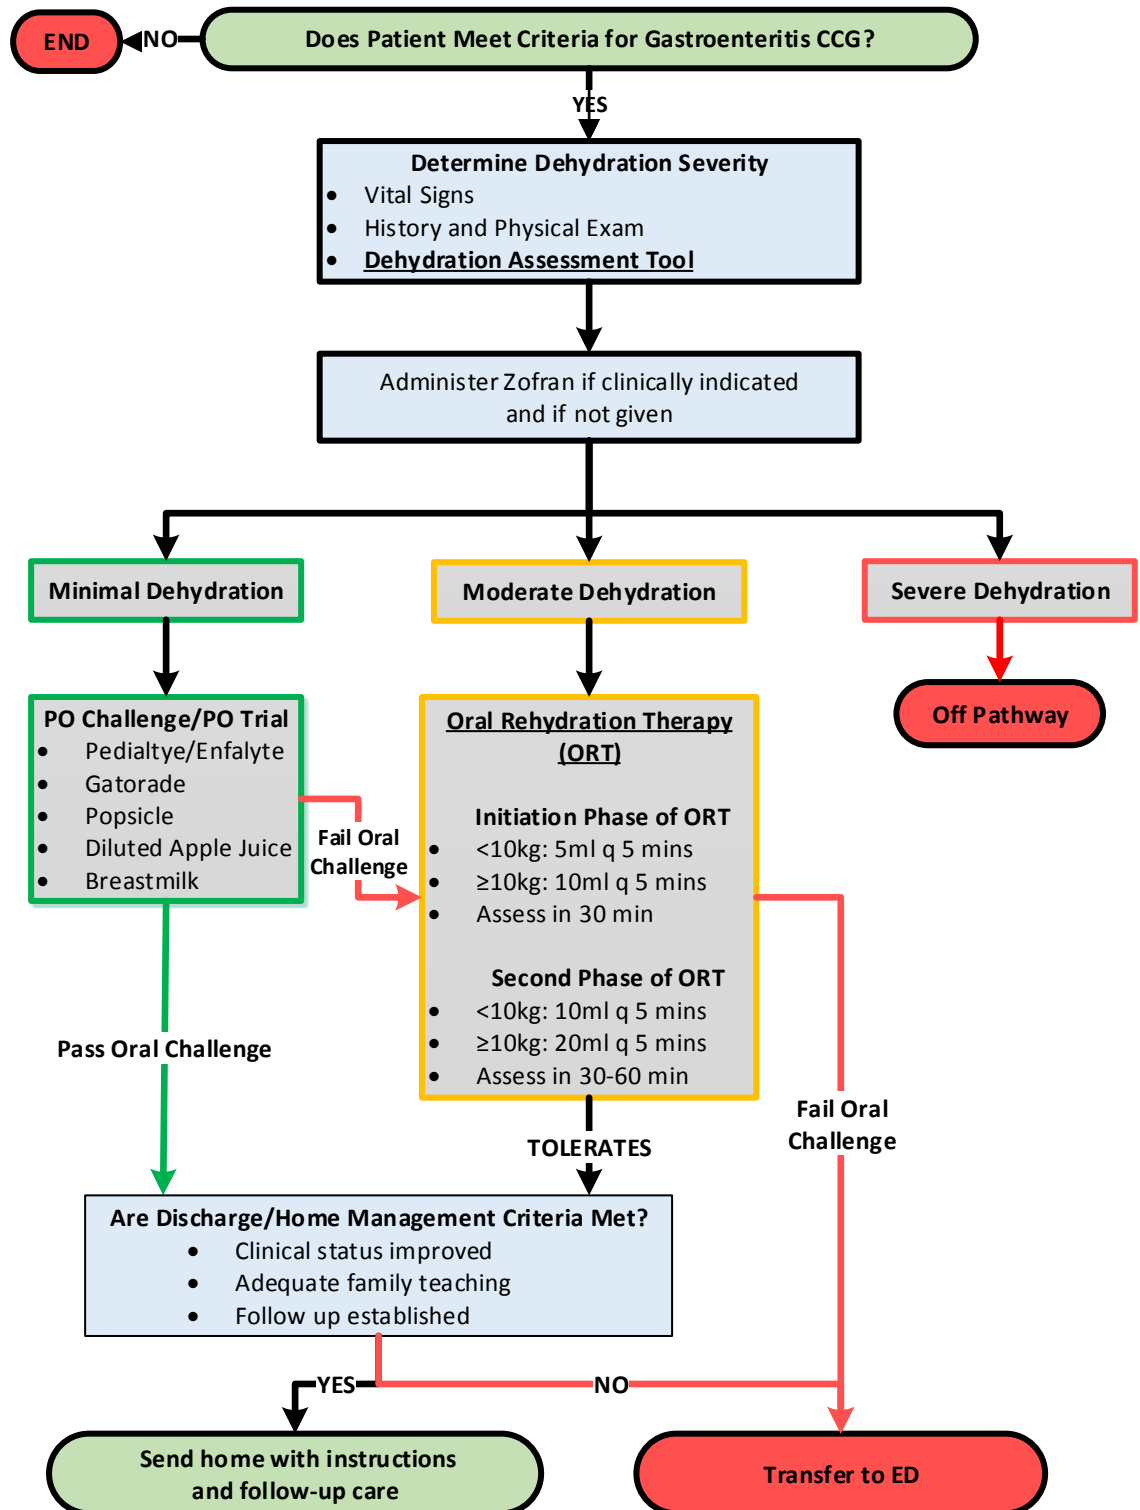 END
NO
Does Patient Meet Criteria for Gastroenteritis CCG?
YES
Determine Dehydration Severity
• Vital Signs
• History and Physical Exam
• Dehydration Assessment Tool
Administer Zofran if clinically indicated
and if not given
Minimal Dehydration
Moderate Dehydration
Severe Dehydration
PO Challenge/PO Trial
• Pedialtye/Enfalyte
• Gatorade
• Popsicle
• Diluted Apple Juice
• Breastmilk
Fail Oral
Challenge
Oral Rehydration Therapy
(ORT)
Initiation Phase of ORT
• <10kg: 5ml q 5 mins
• ≥10kg: 10ml q 5 mins
• Assess in 30 min
Second Phase of ORT
• <10kg: 10ml q 5 mins
• ≥10kg: 20ml q 5 mins
• Assess in 30-60 min
Off Pathway
Pass Oral Challenge
TOLERATES
Fail Oral
Challenge
Are Discharge/Home Management Criteria Met?
• Clinical status improved
• Adequate family teaching
• Follow up established
YES
NO
Send home with instructions
and follow-up care
Transfer to ED